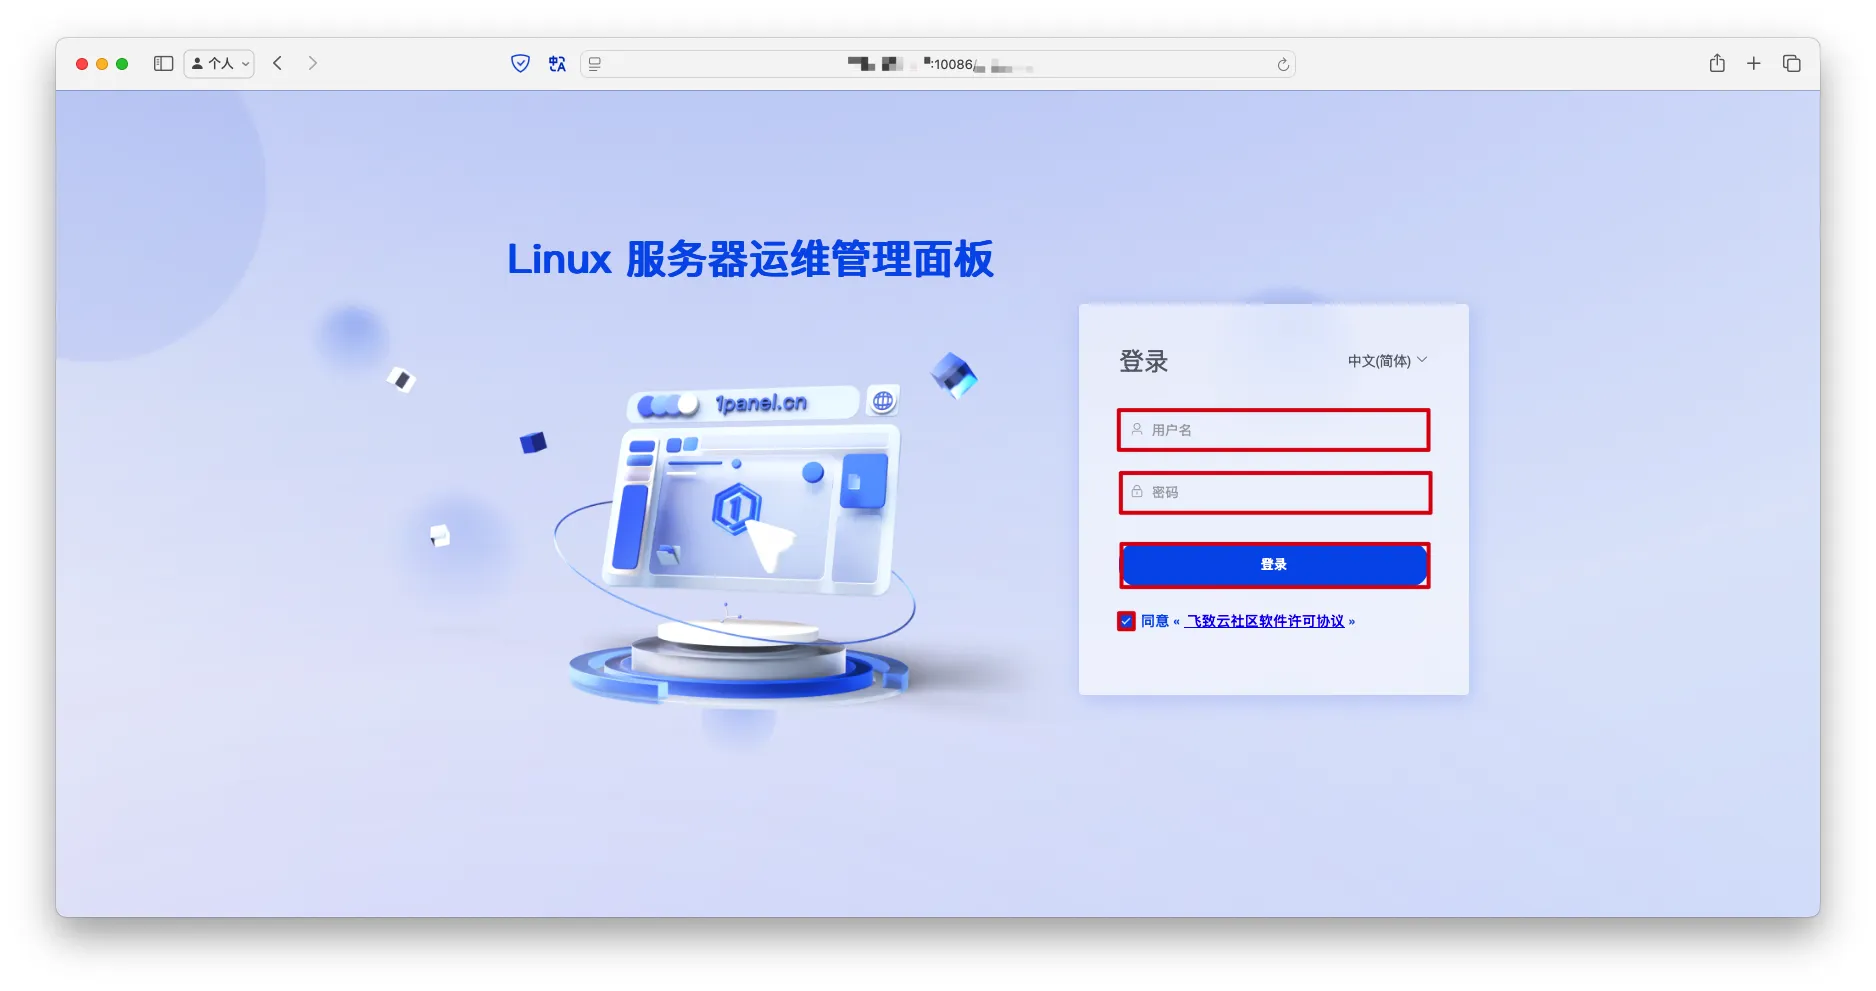 个人
:10086/
Linux 服务器运维管理面板
1panel.cn
登录
中文(简体)
用户名
密码
登录
同意 « 飞致云社区软件许可协议 »